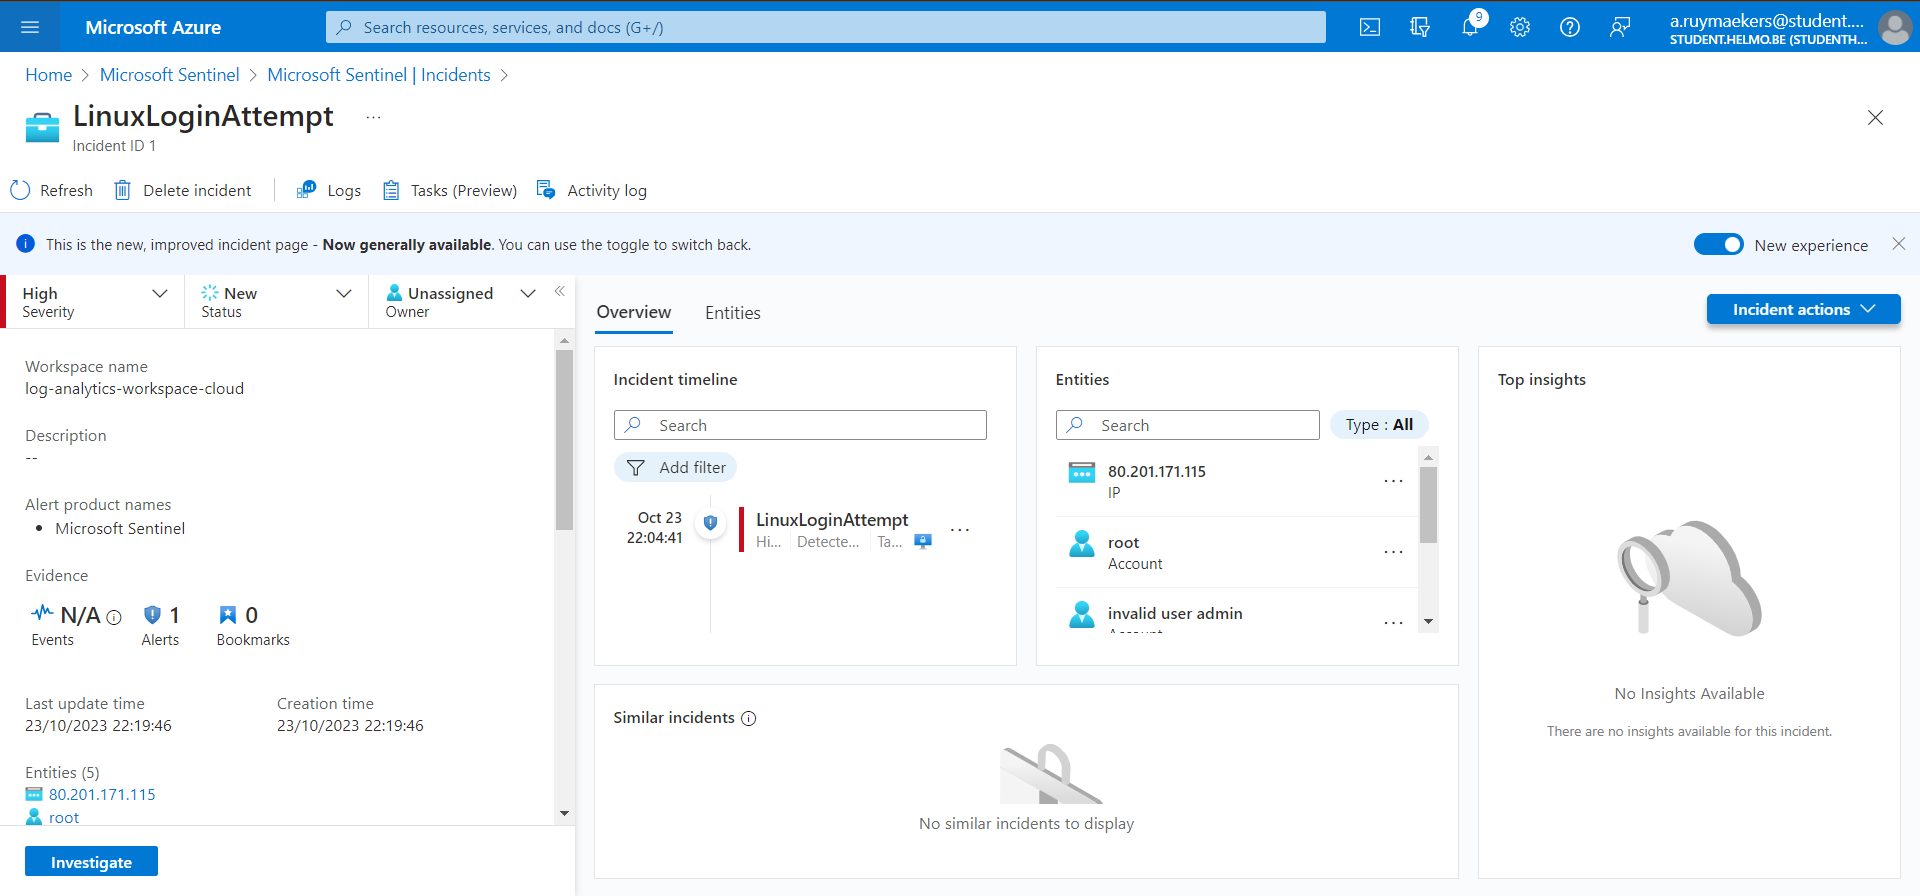 Microsoft Azure
Search resources, services, and docs (G+/)
9
a.ruymaekers@student....
STUDENT.HELMO.BE (STUDENTH...
Home > Microsoft Sentinel > Microsoft Sentinel | Incidents >
LinuxLoginAttempt ...
Incident ID 1
Refresh
Delete incident
Logs
Tasks (Preview)
Activity log
This is the new, improved incident page - Now generally available. You can use the toggle to switch back.
New experience
High
Severity
New
Status
Unassigned
Owner
Workspace name
log-analytics-workspace-cloud
Description
--
Alert product names
• Microsoft Sentinel
Evidence
N/A
Events
1
Alerts
0
Bookmarks
Last update time
23/10/2023 22:19:46
Creation time
23/10/2023 22:19:46
Entities (5)
80.201.171.115
root
Investigate
Overview
Entities
Incident actions
Incident timeline
Search
Add filter
Oct 23
22:04:41
LinuxLoginAttempt
Hi... | Detecte... | Ta...
...
Entities
Search
Type : All
80.201.171.115
IP
...
root
Account
...
invalid user admin
Account
...
Similar incidents
No similar incidents to display
Top insights
No Insights Available
There are no insights available for this incident.